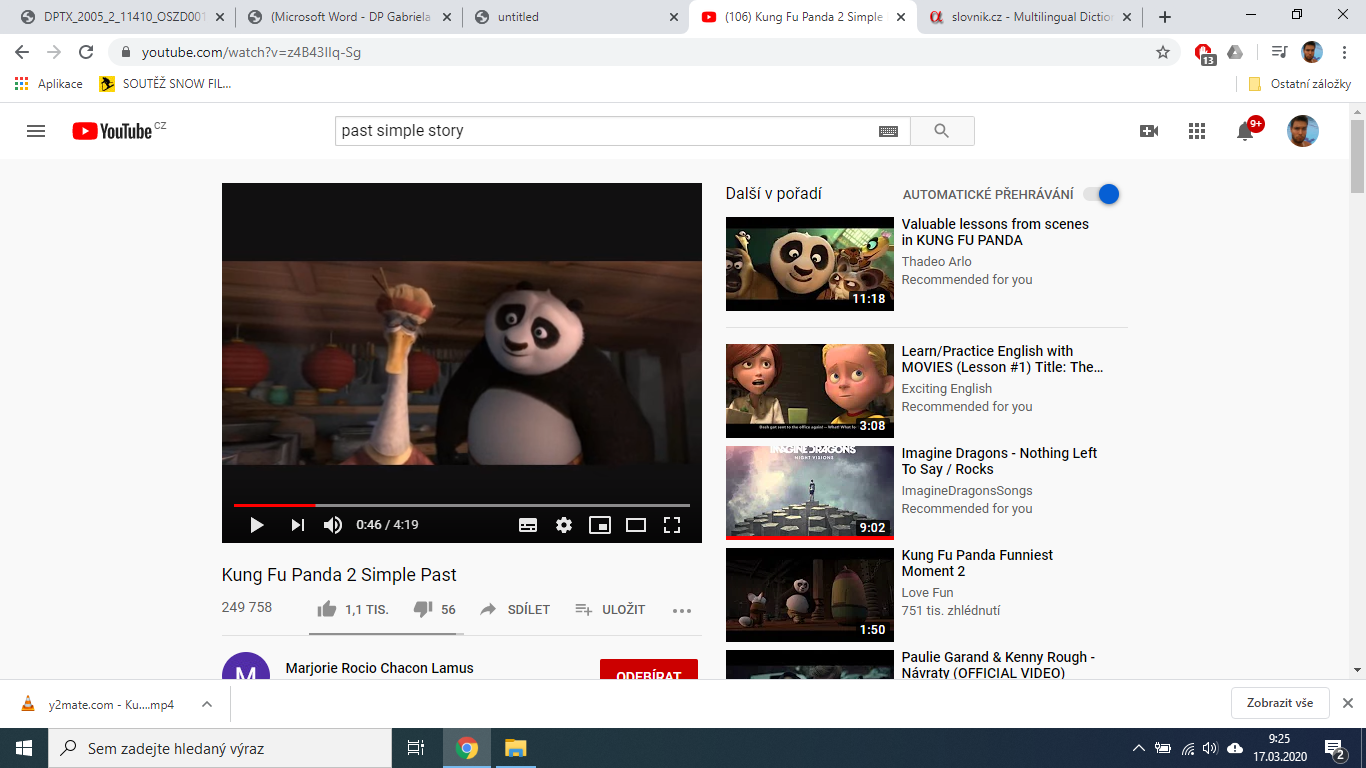 DPTX_2005_2_11410_OSZD001
(Microsoft Word - DP Gabriela
untitled
(106) Kung Fu Panda 2 Simple
slovnik.cz - Multilingual Diction
youtube.com/watch?v=z4B43IIq-Sg
13
Aplikace
SOUTĚŽ SNOW FIL...
Ostatní záložky
YouTube CZ
past simple story
9+
Další v pořadí
AUTOMATICKÉ PŘEHRÁVÁNÍ
Valuable lessons from scenes
in KUNG FU PANDA
Thadeo Arlo
Recommended for you
11:18
Learn/Practice English with
MOVIES (Lesson #1) Title: The...
Exciting English
Recommended for you
3:08
IMAGINE DRAGONS
NIGHT VISIONS
Imagine Dragons - Nothing Left
To Say / Rocks
ImagineDragonsSongs
Recommended for you
9:02
0:46 / 4:19
Kung Fu Panda Funniest
Moment 2
Love Fun
751 tis. zhlédnutí
1:50
Kung Fu Panda 2 Simple Past
249 758
1,1 TIS.
56
SDÍLET
ULOŽIT
Paulie Garand & Kenny Rough -
Návraty (OFFICIAL VIDEO)
M
Marjorie Rocio Chacon Lamus
ODEBÍRAT
y2mate.com - Ku....mp4
Zobrazit vše
Sem zadejte hledaný výraz
9:25
17.03.2020
2